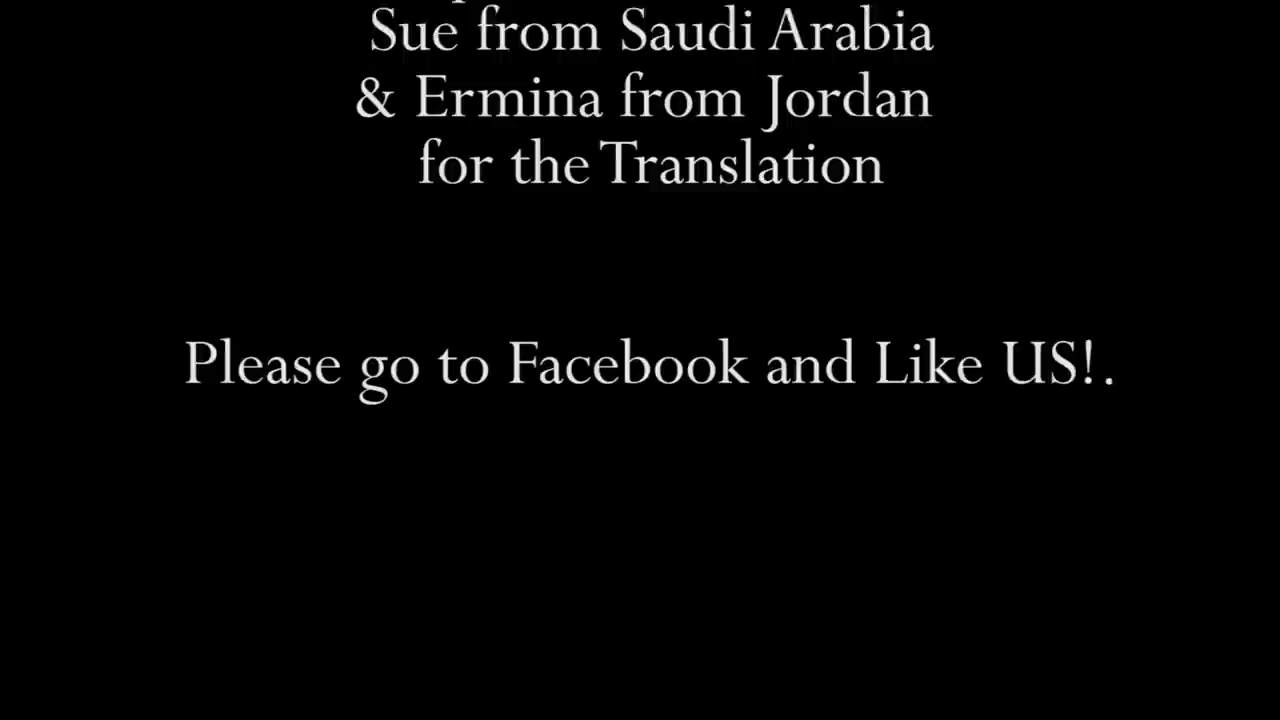 Sue from Saudi Arabia
& Ermina from Jordan
for the Translation
Please go to Facebook and Like US!.